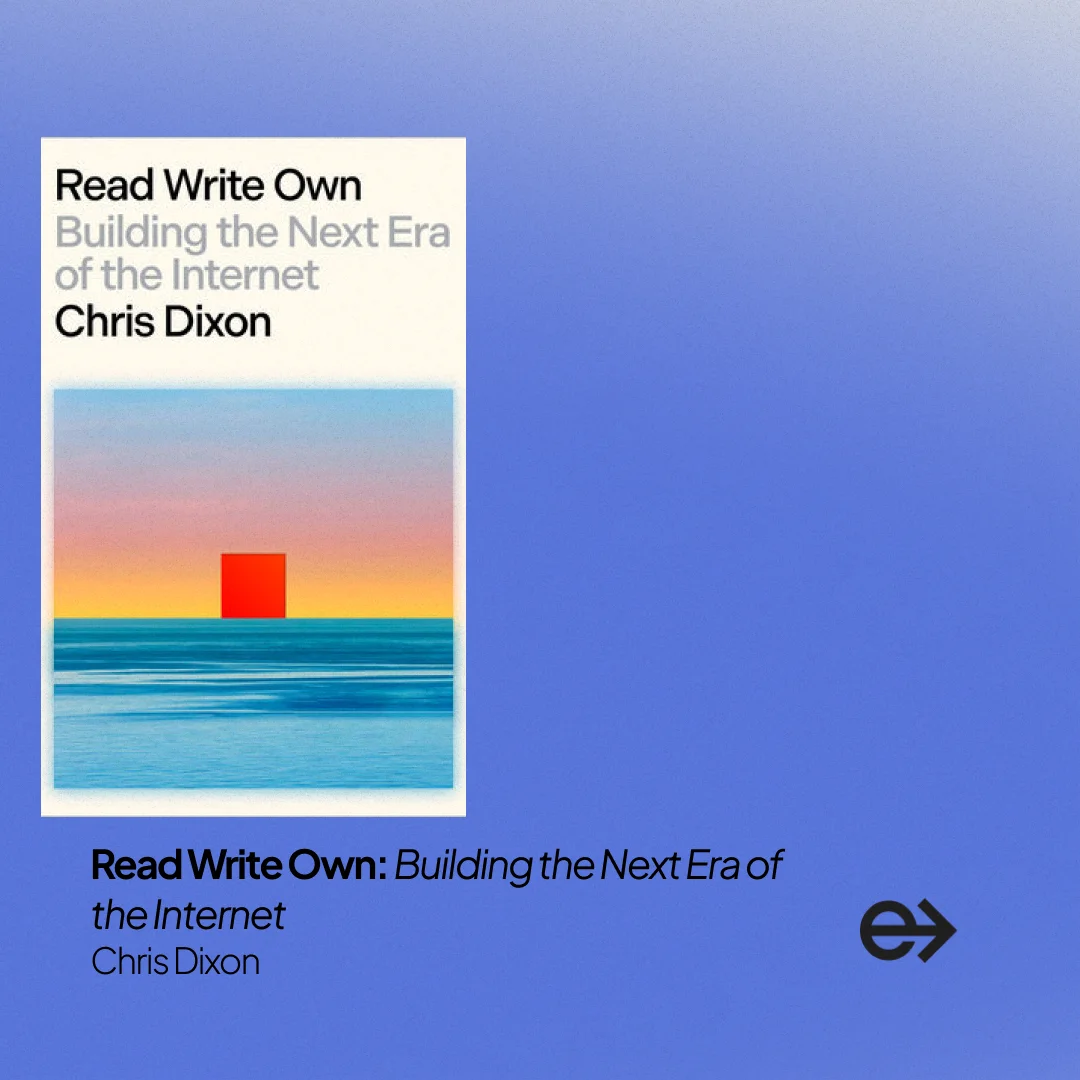 Read Write Own
Building the Next Era
of the Internet
Chris Dixon
Read Write Own: Building the Next Era of
the Internet
Chris Dixon
e